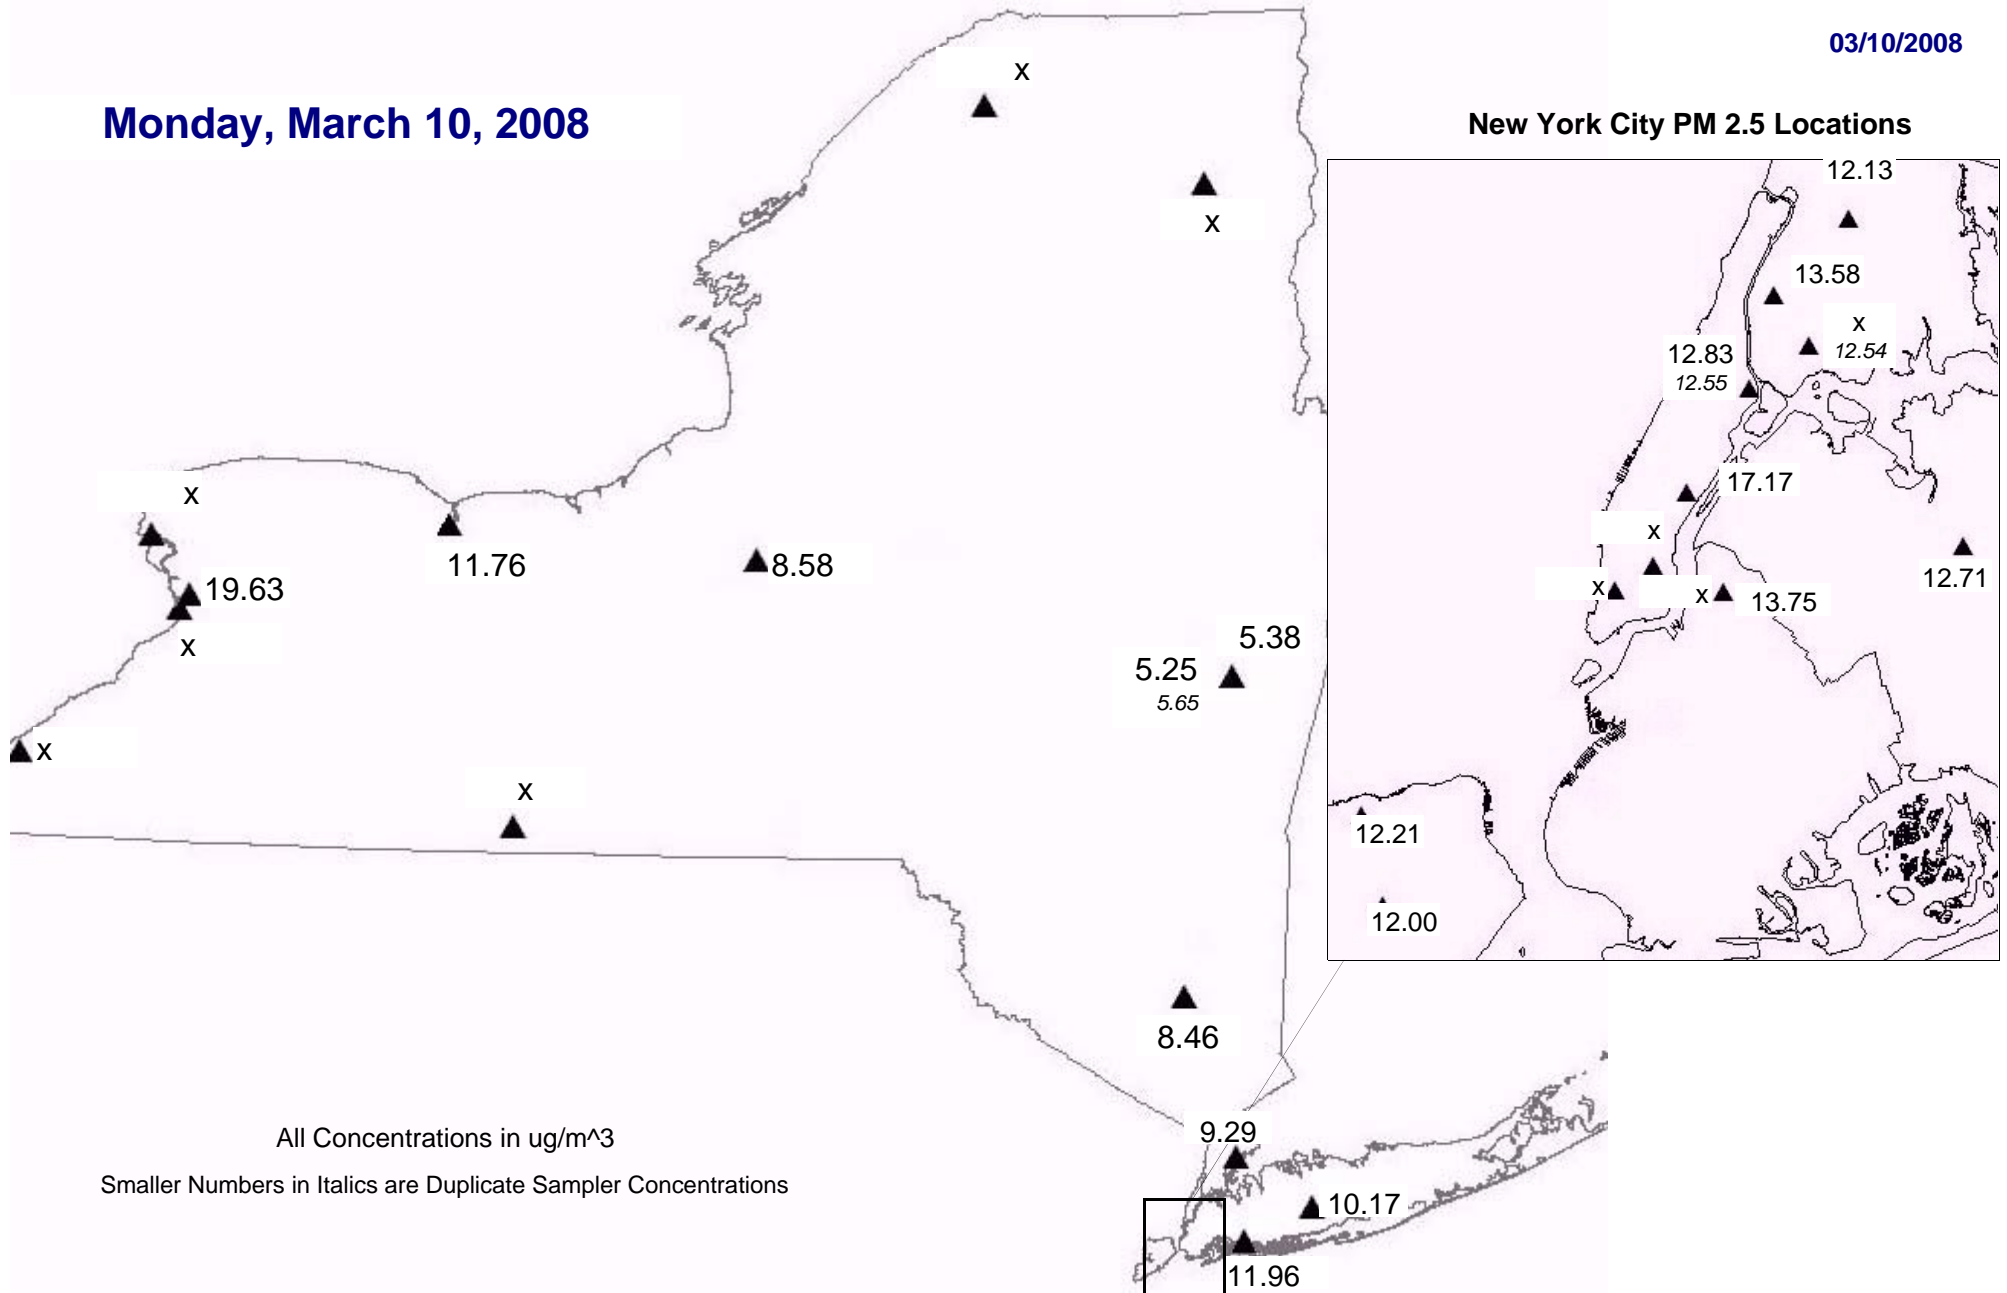 03/10/2008
Monday, March 10, 2008
New York City PM 2.5 Locations
x
x
12.13
13.58
x
12.54
12.83
12.55
17.17
x
x
x
13.75
12.71
12.21
12.00
x
11.76
8.58
19.63
x
5.38
5.25
5.65
x
x
8.46
9.29
10.17
11.96
All Concentrations in ug/m^3
Smaller Numbers in Italics are Duplicate Sampler Concentrations